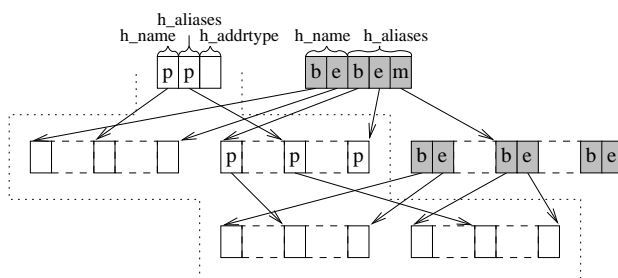 h_aliases
h_name h_addrtype
h_name h_aliases
p p
b e b e m
p p p
b e b e b e